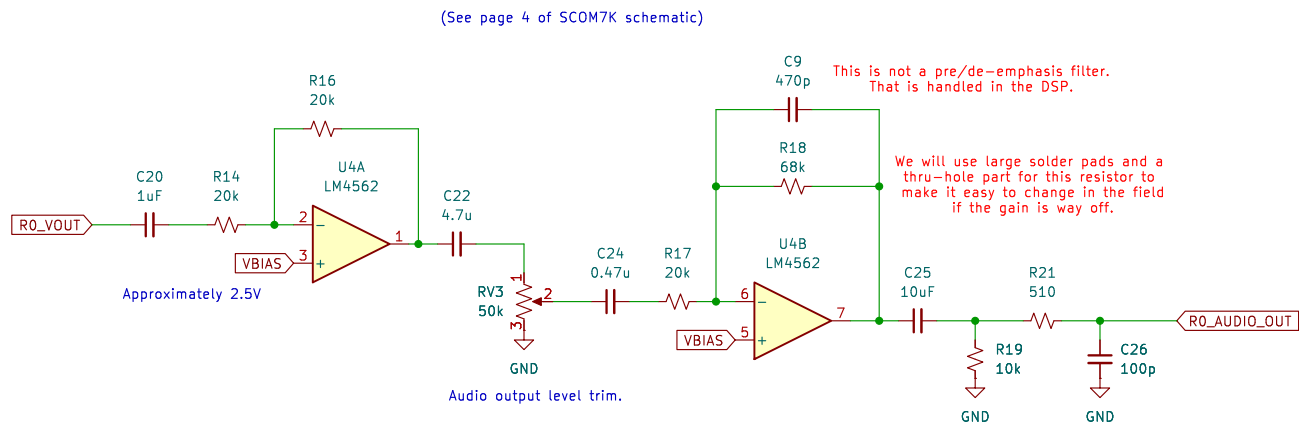 (See page 4 of SCOM7K schematic)
C9
470p
This is not a pre/de-emphasis filter.
That is handled in the DSP.
R16
20k
R18
68k
We will use large solder pads and a
thru-hole part for this resistor to
make it easy to change in the field
if the gain is way off.
C20
1uF
R14
20k
U4A
LM4562
C22
4.7u
R0_VOUT
2
3
1
VBIAS
Approximately 2.5V
RV3
50k
1
2
3
GND
Audio output level trim.
C24
0.47u
R17
20k
U4B
LM4562
6
5
7
VBIAS
C25
10uF
R21
510
R0_AUDIO_OUT
R19
10k
GND
C26
100p
GND